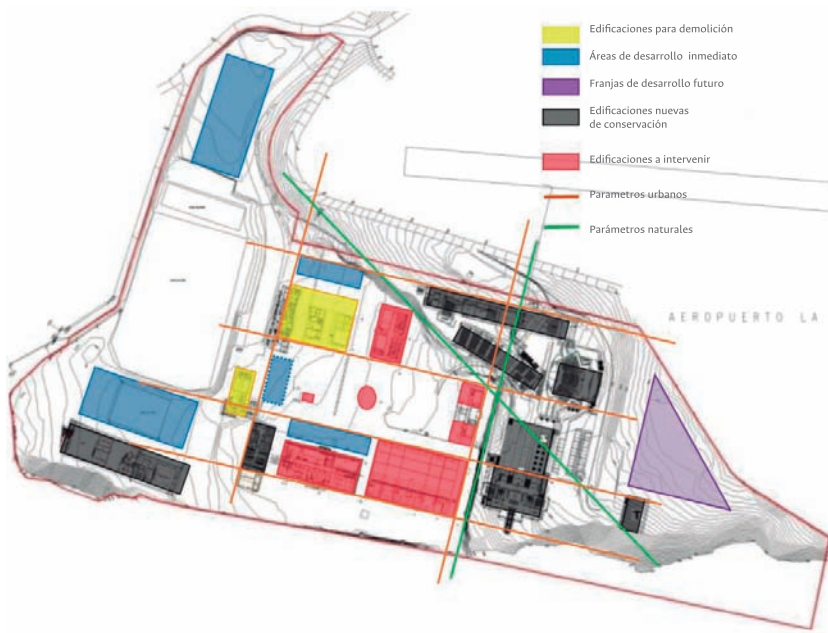 Edificaciones para demolición
Áreas de desarrollo inmediato
Franjas de desarrollo futuro
Edificaciones nuevas
de conservación
Edificaciones a intervenir
Parametros urbanos
Parámetros naturales
AEROPUERTO LA